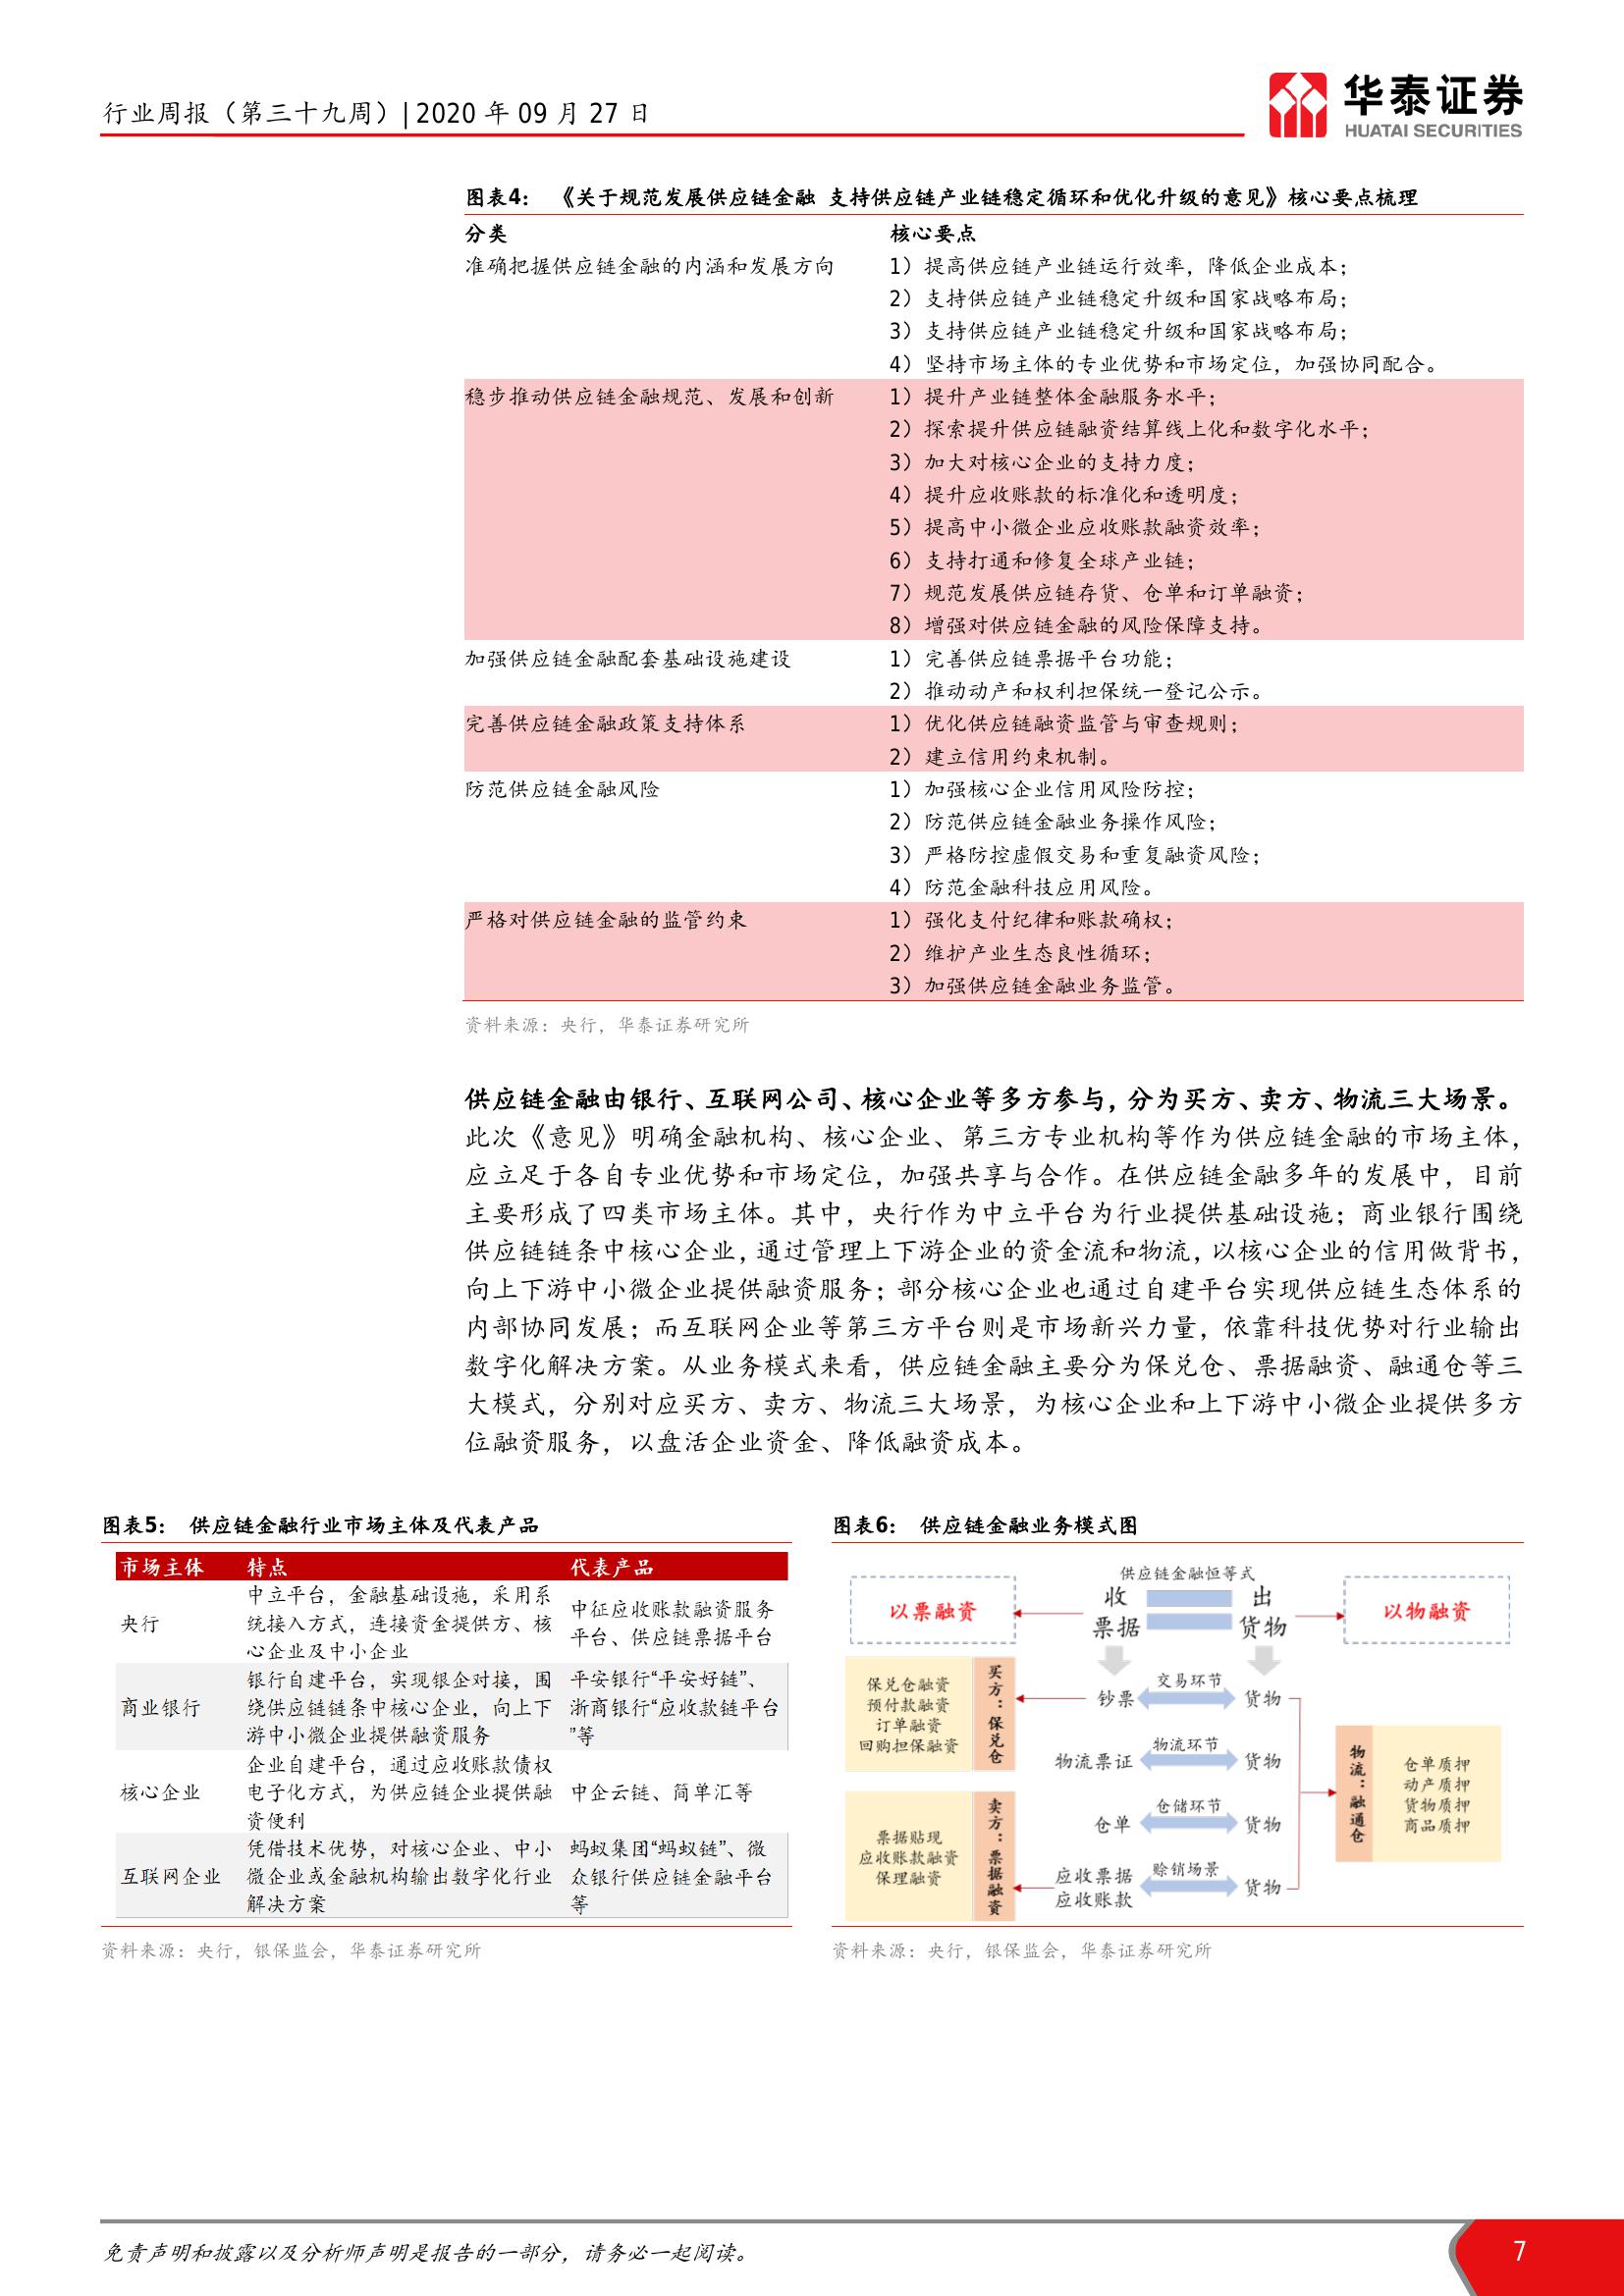 行业周报（第三十九周）| 2020 年 09 月 27 日
华泰证券
HUATAI SECURITIES
图表4： 《关于规范发展供应链金融 支持供应链产业链稳定循环和优化升级的意见》核心要点梳理
分类 核心要点
准确把握供应链金融的内涵和发展方向 1）提高供应链产业链运行效率，降低企业成本；
2）支持供应链产业链稳定升级和国家战略布局；
3）支持供应链产业链稳定升级和国家战略布局；
4）坚持市场主体的专业优势和市场定位，加强协同配合。
稳步推动供应链金融规范、发展和创新 1）提升产业链整体金融服务水平；
2）探索提升供应链融资结算线上化和数字化水平；
3）加大对核心企业的支持力度；
4）提升应收账款的标准化和透明度；
5）提高中小微企业应收账款融资效率；
6）支持打通和修复全球产业链；
7）规范发展供应链存货、仓单和订单融资；
8）增强对供应链金融的风险保障支持。
加强供应链金融配套基础设施建设 1）完善供应链票据平台功能；
2）推动动产和权利担保统一登记公示。
完善供应链金融政策支持体系 1）优化供应链融资监管与审查规则；
2）建立信用约束机制。
防范供应链金融风险 1）加强核心企业信用风险防控；
2）防范供应链金融业务操作风险；
3）严格防控虚假交易和重复融资风险；
4）防范金融科技应用风险。
严格对供应链金融的监管约束 1）强化支付纪律和账款确权；
2）维护产业生态良性循环；
3）加强供应链金融业务监管。
资料来源：央行，华泰证券研究所
供应链金融由银行、互联网公司、核心企业等多方参与，分为买方、卖方、物流三大场景。
此次《意见》明确金融机构、核心企业、第三方专业机构等作为供应链金融的市场主体，
应立足于各自专业优势和市场定位，加强共享与合作。在供应链金融多年的发展中，目前
主要形成了四类市场主体。其中，央行作为中立平台为行业提供基础设施；商业银行围绕
供应链链条中核心企业，通过管理上下游企业的资金流和物流，以核心企业的信用做背书，
向上下游中小微企业提供融资服务；部分核心企业也通过自建平台实现供应链生态体系的
内部协同发展；而互联网企业等第三方平台则是市场新兴力量，依靠科技优势对行业输出
数字化解决方案。从业务模式来看，供应链金融主要分为保兑仓、票据融资、融通仓等三
大模式，分别对应买方、卖方、物流三大场景，为核心企业和上下游中小微企业提供多方
位融资服务，以盘活企业资金、降低融资成本。
图表5： 供应链金融行业市场主体及代表产品
市场主体 特点 代表产品
中立平台，金融基础设施，采用系
央行 统接入方式，连接资金提供方、核 中征应收账款融资服务
心企业及中小企业 平台、供应链票据平台
银行自建平台，实现银企对接，围 平安银行“平安好链”、
商业银行 绕供应链链条中核心企业，向上下 浙商银行“应收款链平台
游中小微企业提供融资服务 ”等
企业自建平台，通过应收账款债权
核心企业 电子化方式，为供应链企业提供融 中企云链、简单汇等
资便利
凭借技术优势，对核心企业、中小 蚂蚁集团“蚂蚁链”、微
互联网企业 微企业或金融机构输出数字化行业 众银行供应链金融平台
解决方案 等
资料来源：央行，银保监会，华泰证券研究所
图表6： 供应链金融业务模式图
供应链金融恒等式
以票融资 收 出 以物融资
票据 货物
保兑仓融资
预付款融资
订单融资
回购担保融资
买方：保兑仓
钞票 交易环节 货物
物流票证 物流环节 货物
仓单 仓储环节 货物
应收票据 赊销场景 货物
应收账款
票据贴现
应收账款融资
保理融资
卖方：票据融资
物流：融通仓
仓单质押
动产质押
货物质押
商品质押
资料来源：央行，银保监会，华泰证券研究所
免责声明和披露以及分析师声明是报告的一部分，请务必一起阅读。 7